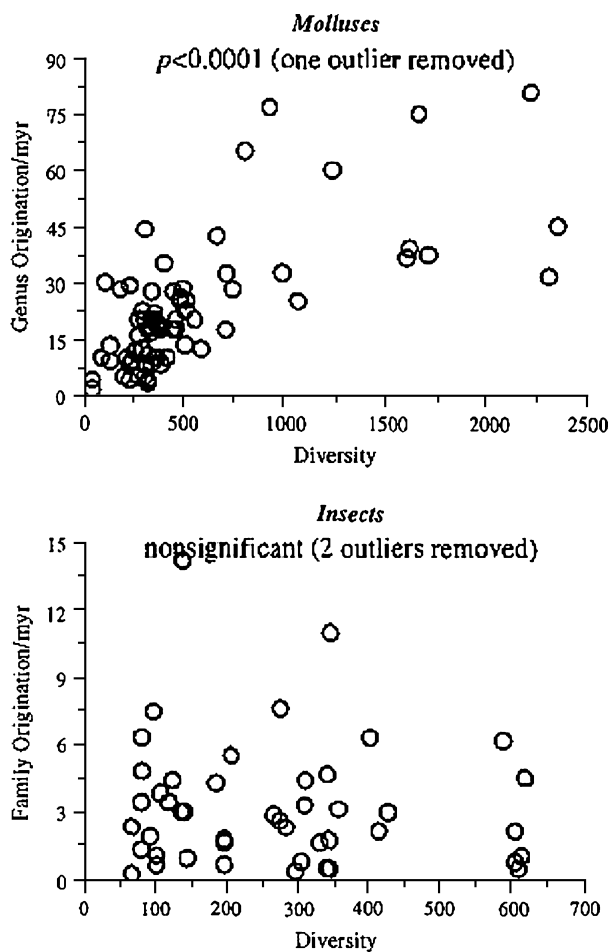 Molluses
p<0.0001 (one outlier removed)
90
75
60
45
30
15
0
Genus Origination/myr
0 500 1000 1500 2000 2500
Diversity
Insects
nonsignificant (2 outliers removed)
15
12
9
6
3
0
Family Origination/myr
0 100 200 300 400 500 600 700
Diversity